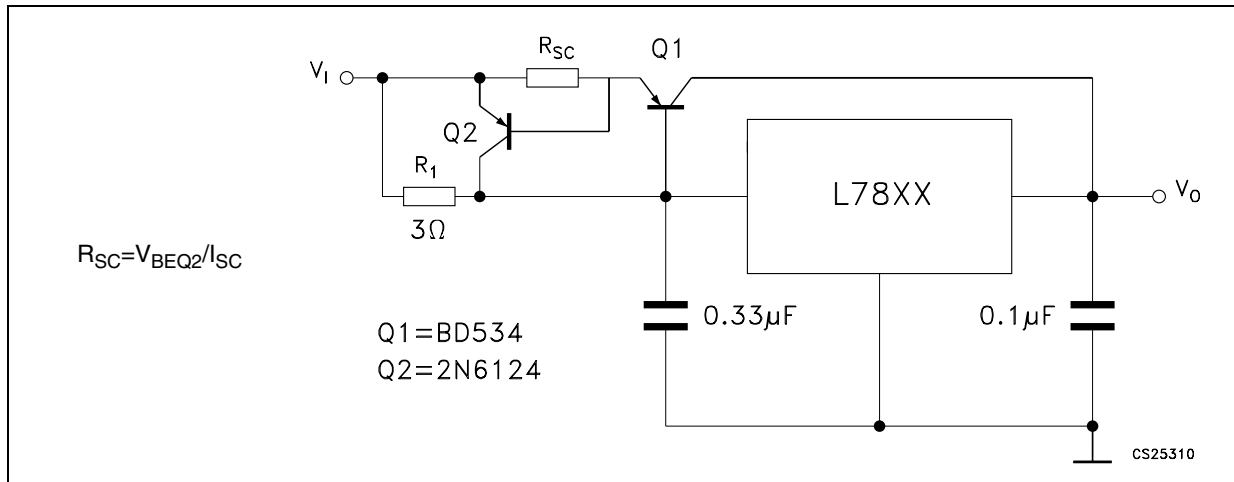 R_SC Q1
V_I
Q2
R_1
3Ω
L78XX
V_O
R_SC=V_BEQ2/I_SC
0.33µF 0.1µF
Q1=BD534
Q2=2N6124
CS25310